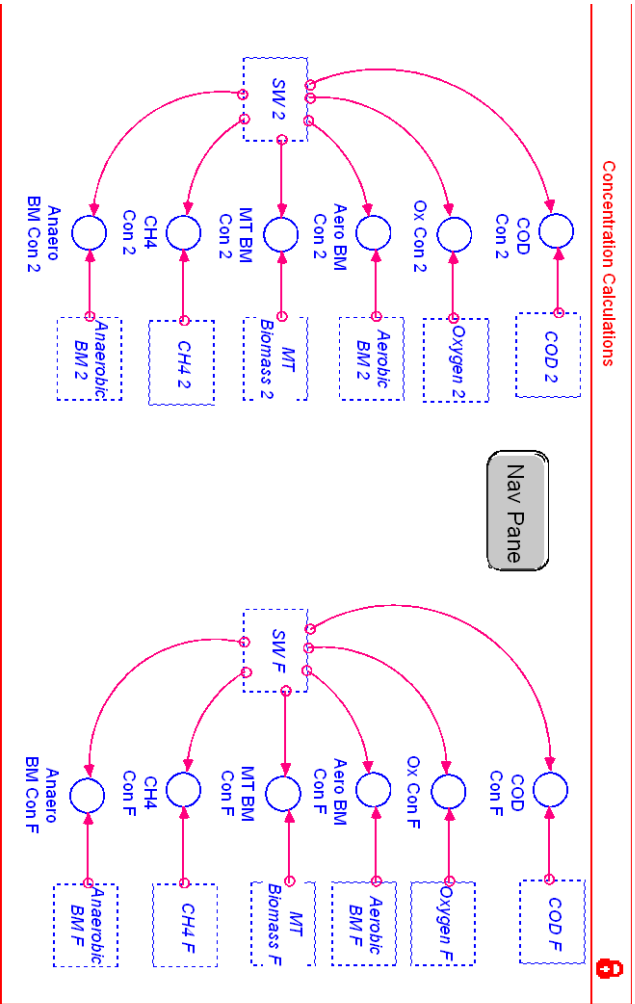 Concentration Calculations
COD
Con 2
COD 2
Ox Con 2
Oxygen 2
Aero BM
Con 2
Aerobic
BM 2
SW 2
MT BM
Con 2
MT
Biomass 2
CH4
Con 2
CH4 2
Anaero
BM Con 2
Anaerobic
BM 2
Nav Pane
COD
Con F
COD F
Ox Con F
Oxygen F
Aero BM
Con F
Aerobic
BM F
SW F
MT BM
Con F
MT
Biomass F
CH4
Con F
CH4 F
Anaero
BM Con F
Anaerobic
BM F